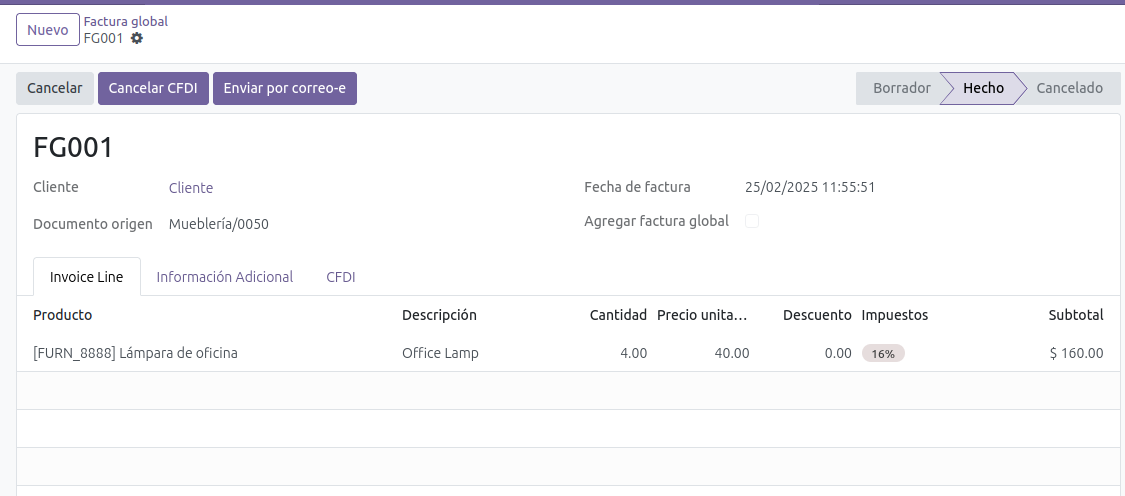 Nuevo
Factura global
FG001
Cancelar
Cancelar CFDI
Enviar por correo-e
Borrador
Hecho
Cancelado
FG001
Cliente Cliente
Fecha de factura 25/02/2025 11:55:51
Documento origen Mueblería/0050
Agregar factura global
Invoice Line Información Adicional CFDI
Producto Descripción Cantidad Precio unita... Descuento Impuestos Subtotal
[FURN_8888] Lámpara de oficina Office Lamp 4.00 40.00 0.00 16% $ 160.00